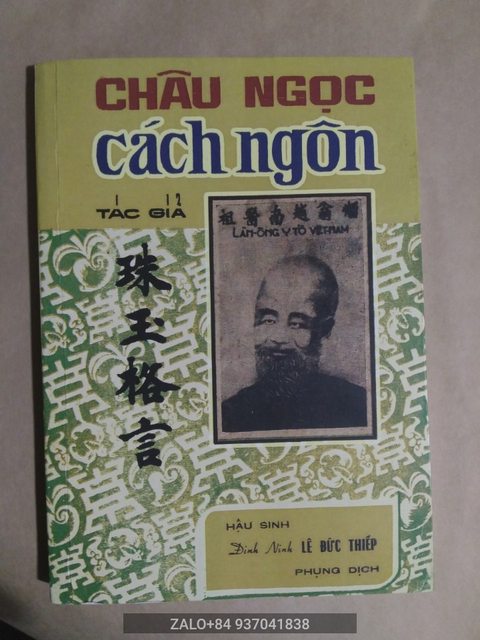 CHÂU NGỌC
cách ngôn
TÁC GIẢ
祖醫南越翁懶
LÃN-ÔNG Y TỔ VIỆT-NAM
珠玉格言
HẬU SINH
Đình Ninh LÊ ĐỨC THIẾP
PHỤNG DỊCH
ZALO+84 937041838